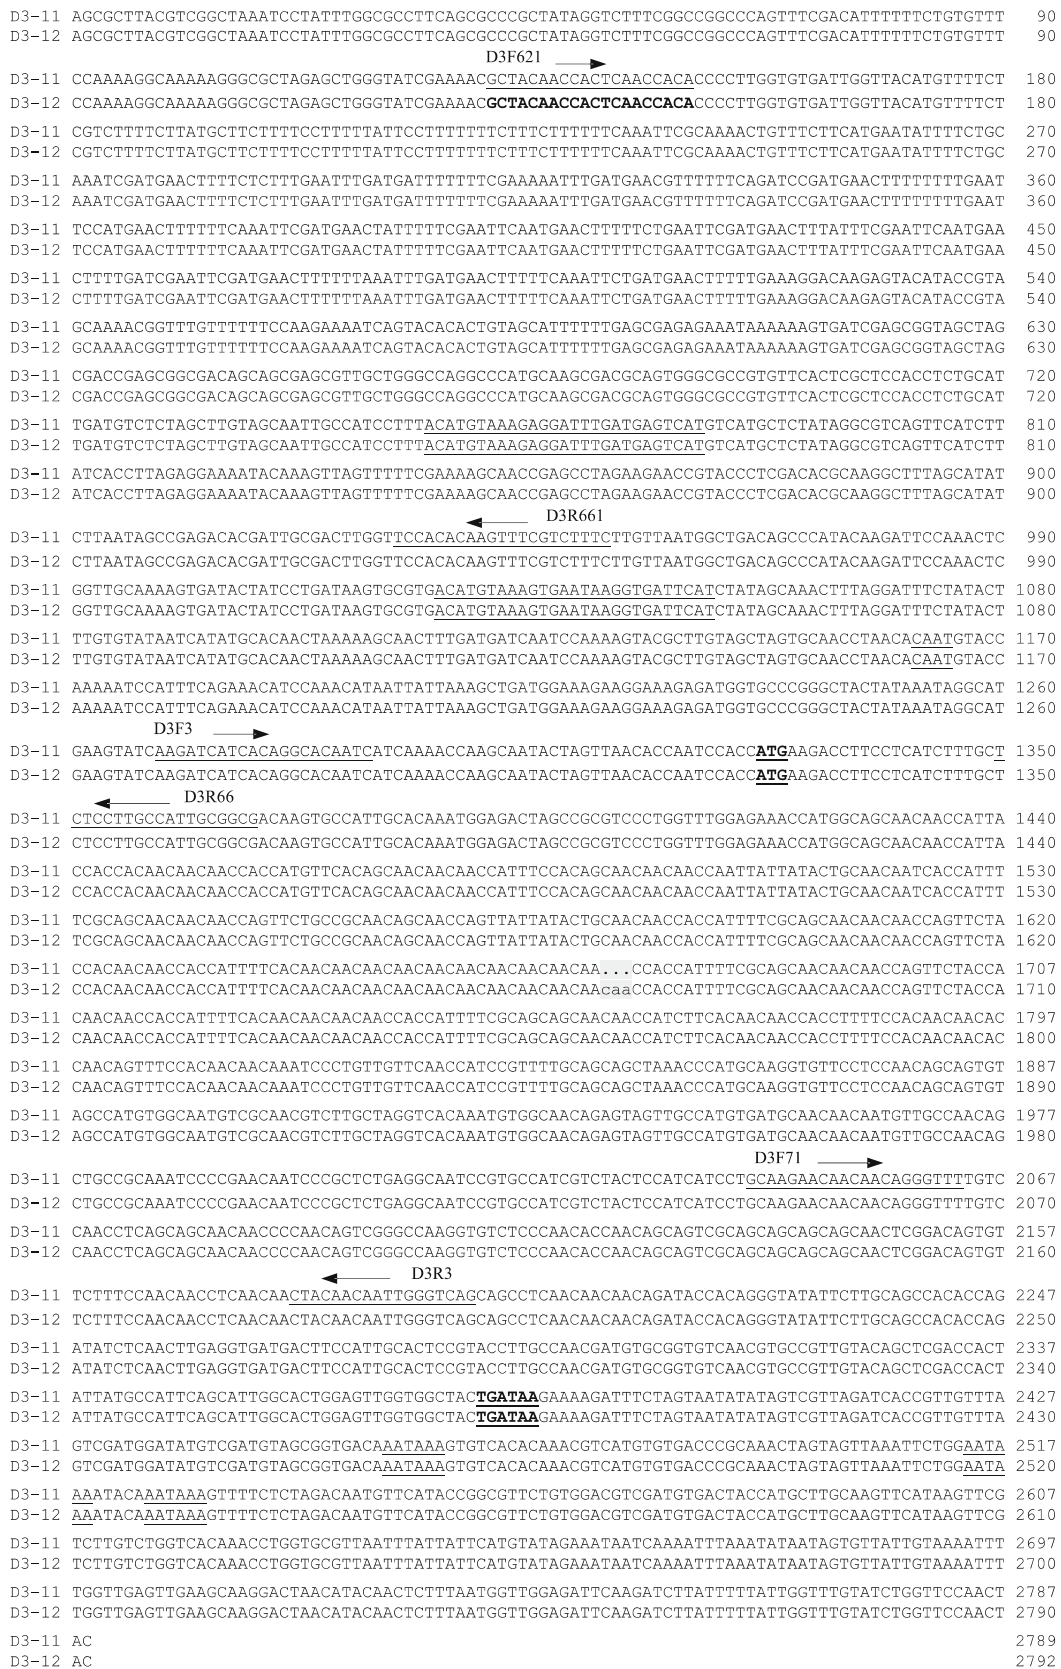 D3-11 AGCGCTTACGTCGGCTAAATCCTATTTGGCGCCTTCAGCGCCCGCTATAGGTCTTTCGGCCGGCCCAGTTTCGACATTTTTTCTGTGTTT 90
D3-12 AGCGCTTACGTCGGCTAAATCCTATTTGGCGCCTTCAGCGCCCGCTATAGGTCTTTCGGCCGGCCCAGTTTCGACATTTTTTCTGTGTTT 90
D3F621
D3-11 CCAAAAGGCAAAAAGGGCGCTAGAGCTGGGTATCGAAAACGCTACAACCACTCAACCACACCCCTTGGTGTGATTGGTTACATGTTTTCT 180
D3-12 CCAAAAGGCAAAAAGGGCGCTAGAGCTGGGTATCGAAAACGCTACAACCACTCAACCACACCCCTTGGTGTGATTGGTTACATGTTTTCT 180
D3-11 CGTCTTTTCTTATGCTTCTTTTCCTTTTTATTCCTTTTTTTCTTTCTTTTTTCAAATTCGCAAAACTGTTTCTTCATGAATATTTTCTGC 270
D3-12 CGTCTTTTCTTATGCTTCTTTTCCTTTTTATTCCTTTTTTTCTTTCTTTTTTCAAATTCGCAAAACTGTTTCTTCATGAATATTTTCTGC 270
D3-11 AAATCGATGAACTTTTCTCTTTGAATTTGATGATTTTTTTCGAAAAATTTGATGAACGTTTTTTCAGATCCGATGAACTTTTTTTTGAAT 360
D3-12 AAATCGATGAACTTTTCTCTTTGAATTTGATGATTTTTTTCGAAAAATTTGATGAACGTTTTTTCAGATCCGATGAACTTTTTTTTGAAT 360
D3-11 TCCATGAACTTTTTTCAAATTCGATGAACTATTTTTCGAATTCAATGAACTTTTTCTGAATTCGATGAACTTTATTTCGAATTCAATGAA 450
D3-12 TCCATGAACTTTTTTCAAATTCGATGAACTATTTTTCGAATTCAATGAACTTTTTCTGAATTCGATGAACTTTATTTCGAATTCAATGAA 450
D3-11 CTTTTGATCGAATTCGATGAACTTTTTTAAATTTGATGAACTTTTTCAAATTCTGATGAACTTTTTGAAAGGACAAGAGTACATACCGTA 540
D3-12 CTTTTGATCGAATTCGATGAACTTTTTTAAATTTGATGAACTTTTTCAAATTCTGATGAACTTTTTGAAAGGACAAGAGTACATACCGTA 540
D3-11 GCAAAACGGTTTGTTTTTTCCAAGAAAATCAGTACACACTGTAGCATTTTTTGAGCGAGAGAAATAAAAAAGTGATCGAGCGGTAGCTAG 630
D3-12 GCAAAACGGTTTGTTTTTTCCAAGAAAATCAGTACACACTGTAGCATTTTTTGAGCGAGAGAAATAAAAAAGTGATCGAGCGGTAGCTAG 630
D3-11 CGACCGAGCGGCGACAGCAGCGAGCGTTGCTGGGCCAGGCCCATGCAAGCGACGCAGTGGGCGCCGTGTTCACTCGCTCCACCTCTGCAT 720
D3-12 CGACCGAGCGGCGACAGCAGCGAGCGTTGCTGGGCCAGGCCCATGCAAGCGACGCAGTGGGCGCCGTGTTCACTCGCTCCACCTCTGCAT 720
D3-11 TGATGTCTCTAGCTTGTAGCAATTGCCATCCTTTACATGTAAAGAGGATTTGATGAGTCATGTCATGCTCTATAGGCGTCAGTTCATCTT 810
D3-12 TGATGTCTCTAGCTTGTAGCAATTGCCATCCTTTACATGTAAAGAGGATTTGATGAGTCATGTCATGCTCTATAGGCGTCAGTTCATCTT 810
D3-11 ATCACCTTAGAGGAAAATACAAAGTTAGTTTTTCGAAAAGCAACCGAGCCTAGAAGAACCGTACCCTCGACACGCAAGGCTTTAGCATAT 900
D3-12 ATCACCTTAGAGGAAAATACAAAGTTAGTTTTTCGAAAAGCAACCGAGCCTAGAAGAACCGTACCCTCGACACGCAAGGCTTTAGCATAT 900
D3R661
D3-11 CTTAATAGCCGAGACACGATTGCGACTTGGTTCCACACAAGTTTCGTCTTTCTTGTTAATGGCTGACAGCCCATACAAGATTCCAAACTC 990
D3-12 CTTAATAGCCGAGACACGATTGCGACTTGGTTCCACACAAGTTTCGTCTTTCTTGTTAATGGCTGACAGCCCATACAAGATTCCAAACTC 990
D3-11 GGTTGCAAAAGTGATACTATCCTGATAAGTGCGTGACATGTAAAGTGAATAAGGTGATTCATCTATAGCAAACTTTAGGATTTCTATACT 1080
D3-12 GGTTGCAAAAGTGATACTATCCTGATAAGTGCGTGACATGTAAAGTGAATAAGGTGATTCATCTATAGCAAACTTTAGGATTTCTATACT 1080
D3-11 TTGTGTATAATCATATGCACAACTAAAAAGCAACTTTGATGATCAATCCAAAAGTACGCTTGTAGCTAGTGCAACCTAACACAATGTACC 1170
D3-12 TTGTGTATAATCATATGCACAACTAAAAAGCAACTTTGATGATCAATCCAAAAGTACGCTTGTAGCTAGTGCAACCTAACACAATGTACC 1170
D3-11 AAAAATCCATTTCAGAAACATCCAAACATAATTATTAAAGCTGATGGAAAGAAGGAAAGAGATGGTGCCCGGGCTACTATAAATAGGCAT 1260
D3-12 AAAAATCCATTTCAGAAACATCCAAACATAATTATTAAAGCTGATGGAAAGAAGGAAAGAGATGGTGCCCGGGCTACTATAAATAGGCAT 1260
D3F3
D3-11 GAAGTATCAAGATCATCACAGGCACAATCATCAAAACCAAGCAATACTAGTTAACACCAATCCACCATGAAGACCTTCCTCATCTTTGCT 1350
D3-12 GAAGTATCAAGATCATCACAGGCACAATCATCAAAACCAAGCAATACTAGTTAACACCAATCCACCATGAAGACCTTCCTCATCTTTGCT 1350
D3R66
D3-11 CTCCTTGCCATTGCGGCGACAAGTGCCATTGCACAAATGGAGACTAGCCGCGTCCCTGGTTTGGAGAAACCATGGCAGCAACAACCATTA 1440
D3-12 CTCCTTGCCATTGCGGCGACAAGTGCCATTGCACAAATGGAGACTAGCCGCGTCCCTGGTTTGGAGAAACCATGGCAGCAACAACCATTA 1440
D3-11 CCACCACAACAACAACCACCATGTTCACAGCAACAACAACCATTTCCACAGCAACAACAACCAATTATTATACTGCAACAATCACCATTT 1530
D3-12 CCACCACAACAACAACCACCATGTTCACAGCAACAACAACCATTTCCACAGCAACAACAACCAATTATTATACTGCAACAATCACCATTT 1530
D3-11 TCGCAGCAACAACAACCAGTTCTGCCGCAACAGCAACCAGTTATTATACTGCAACAACCACCATTTTCGCAGCAACAACAACCAGTTCTA 1620
D3-12 TCGCAGCAACAACAACCAGTTCTGCCGCAACAGCAACCAGTTATTATACTGCAACAACCACCATTTTCGCAGCAACAACAACCAGTTCTA 1620
D3-11 CCACAACAACCACCATTTTCACAACAACAACAACAACAACAACAACAACAA...CCACCATTTTCGCAGCAACAACAACCAGTTCTACCA 1707
D3-12 CCACAACAACCACCATTTTCACAACAACAACAACAACAACAACAACAACAAcaaCCACCATTTTCGCAGCAACAACAACCAGTTCTACCA 1710
D3-11 CAACAACCACCATTTTCACAACAACAACAACCACCATTTTCGCAGCAGCAACAACCATCTTCACAACAACCACCTTTTCCACAACAACAC 1797
D3-12 CAACAACCACCATTTTCACAACAACAACAACCACCATTTTCGCAGCAGCAACAACCATCTTCACAACAACCACCTTTTCCACAACAACAC 1800
D3-11 CAACAGTTTCCACAACAACAAATCCCTGTTGTTCAACCATCCGTTTTGCAGCAGCTAAACCCATGCAAGGTGTTCCTCCAACAGCAGTGT 1887
D3-12 CAACAGTTTCCACAACAACAAATCCCTGTTGTTCAACCATCCGTTTTGCAGCAGCTAAACCCATGCAAGGTGTTCCTCCAACAGCAGTGT 1890
D3-11 AGCCATGTGGCAATGTCGCAACGTCTTGCTAGGTCACAAATGTGGCAACAGAGTAGTTGCCATGTGATGCAACAACAATGTTGCCAACAG 1977
D3-12 AGCCATGTGGCAATGTCGCAACGTCTTGCTAGGTCACAAATGTGGCAACAGAGTAGTTGCCATGTGATGCAACAACAATGTTGCCAACAG 1980
D3F71
D3-11 CTGCCGCAAATCCCCGAACAATCCCGCTCTGAGGCAATCCGTGCCATCGTCTACTCCATCATCCTGCAAGAACAACAACAGGGTTTTGTC 2067
D3-12 CTGCCGCAAATCCCCGAACAATCCCGCTCTGAGGCAATCCGTGCCATCGTCTACTCCATCATCCTGCAAGAACAACAACAGGGTTTTGTC 2070
D3-11 CAACCTCAGCAGCAACAACCCCAACAGTCGGGCCAAGGTGTCTCCCAACACCAACAGCAGTCGCAGCAGCAGCAGCAACTCGGACAGTGT 2157
D3-12 CAACCTCAGCAGCAACAACCCCAACAGTCGGGCCAAGGTGTCTCCCAACACCAACAGCAGTCGCAGCAGCAGCAGCAACTCGGACAGTGT 2160
D3R3
D3-11 TCTTTCCAACAACCTCAACAACTACAACAATTGGGTCAGCAGCCTCAACAACAACAGATACCACAGGGTATATTCTTGCAGCCACACCAG 2247
D3-12 TCTTTCCAACAACCTCAACAACTACAACAATTGGGTCAGCAGCCTCAACAACAACAGATACCACAGGGTATATTCTTGCAGCCACACCAG 2250
D3-11 ATATCTCAACTTGAGGTGATGACTTCCATTGCACTCCGTACCTTGCCAACGATGTGCGGTGTCAACGTGCCGTTGTACAGCTCGACCACT 2337
D3-12 ATATCTCAACTTGAGGTGATGACTTCCATTGCACTCCGTACCTTGCCAACGATGTGCGGTGTCAACGTGCCGTTGTACAGCTCGACCACT 2340
D3-11 ATTATGCCATTCAGCATTGGCACTGGAGTTGGTGGCTACTGATAAGAAAAGATTTCTAGTAATATATAGTCGTTAGATCACCGTTGTTTA 2427
D3-12 ATTATGCCATTCAGCATTGGCACTGGAGTTGGTGGCTACTGATAAGAAAAGATTTCTAGTAATATATAGTCGTTAGATCACCGTTGTTTA 2430
D3-11 GTCGATGGATATGTCGATGTAGCGGTGACAAATAAAGTGTCACACAAACGTCATGTGTGACCCGCAAACTAGTAGTTAAATTCTGGAATA 2517
D3-12 GTCGATGGATATGTCGATGTAGCGGTGACAAATAAAGTGTCACACAAACGTCATGTGTGACCCGCAAACTAGTAGTTAAATTCTGGAATA 2520
D3-11 AAATACAAATAAAGTTTTCTCTAGACAATGTTCATACCGGCGTTCTGTGGACGTCGATGTGACTACCATGCTTGCAAGTTCATAAGTTCG 2607
D3-12 AAATACAAATAAAGTTTTCTCTAGACAATGTTCATACCGGCGTTCTGTGGACGTCGATGTGACTACCATGCTTGCAAGTTCATAAGTTCG 2610
D3-11 TCTTGTCTGGTCACAAACCTGGTGCGTTAATTTATTATTCATGTATAGAAATAATCAAAATTTAAATATAATAGTGTTATTGTAAAATTT 2697
D3-12 TCTTGTCTGGTCACAAACCTGGTGCGTTAATTTATTATTCATGTATAGAAATAATCAAAATTTAAATATAATAGTGTTATTGTAAAATTT 2700
D3-11 TGGTTGAGTTGAAGCAAGGACTAACATACAACTCTTTAATGGTTGGAGATTCAAGATCTTATTTTTATTGGTTTGTATCTGGTTCCAACT 2787
D3-12 TGGTTGAGTTGAAGCAAGGACTAACATACAACTCTTTAATGGTTGGAGATTCAAGATCTTATTTTTATTGGTTTGTATCTGGTTCCAACT 2790
D3-11 AC 2789
D3-12 AC 2792